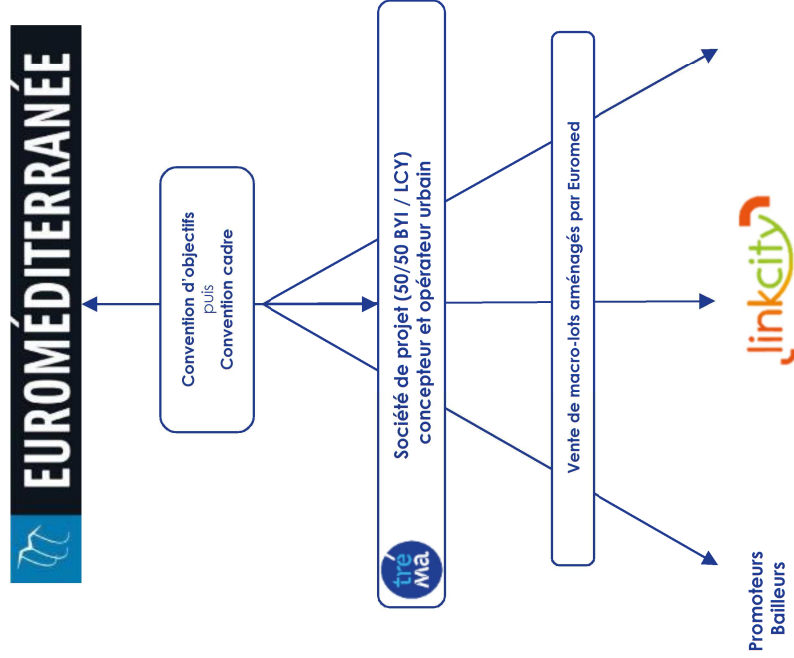 EUROMÉDITERRANÉE
Convention d'objectifs
puis
Convention cadre
tré
Ma
Société de projet (50/50 BYI / LCY)
concepteur et opérateur urbain
Vente de macro-lots aménagés par Euromed
Promoteurs
Bailleurs
linkcity